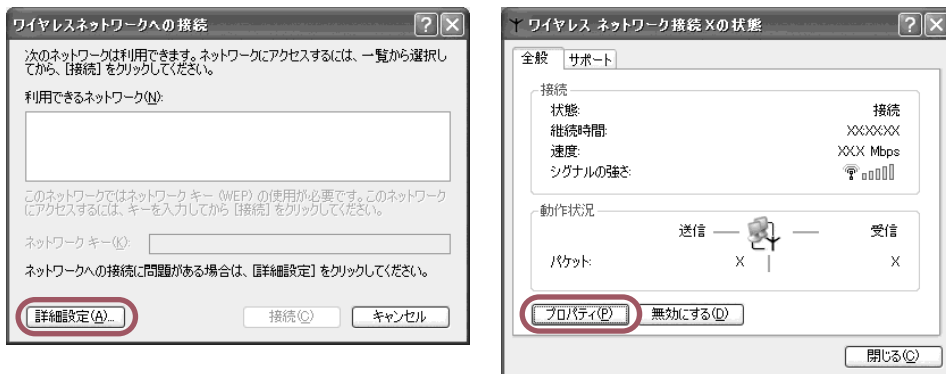 ワイヤレスネットワークへの接続
次のネットワークは利用できます。ネットワークにアクセスするには、一覧から選択し
てから、[接続] をクリックしてください。
利用できるネットワーク(N):
このネットワークではネットワーク キー (WEP) の使用が必要です。このネットワーク
にアクセスするには、キーを入力してから [接続] をクリックしてください。
ネットワーク キー(K):
ネットワークへの接続に問題がある場合は、[詳細設定] をクリックしてください。
詳細設定(A)...
接続(C)
キャンセル
ワイヤレス ネットワーク接続 Xの状態
全般
サポート
接続
状態:
接続
継続時間:
XX:XX:XX
速度:
XXX Mbps
シグナルの強さ:
動作状況
送信
受信
パケット:
X
X
プロパティ(P)
無効にする(D)
閉じる(C)